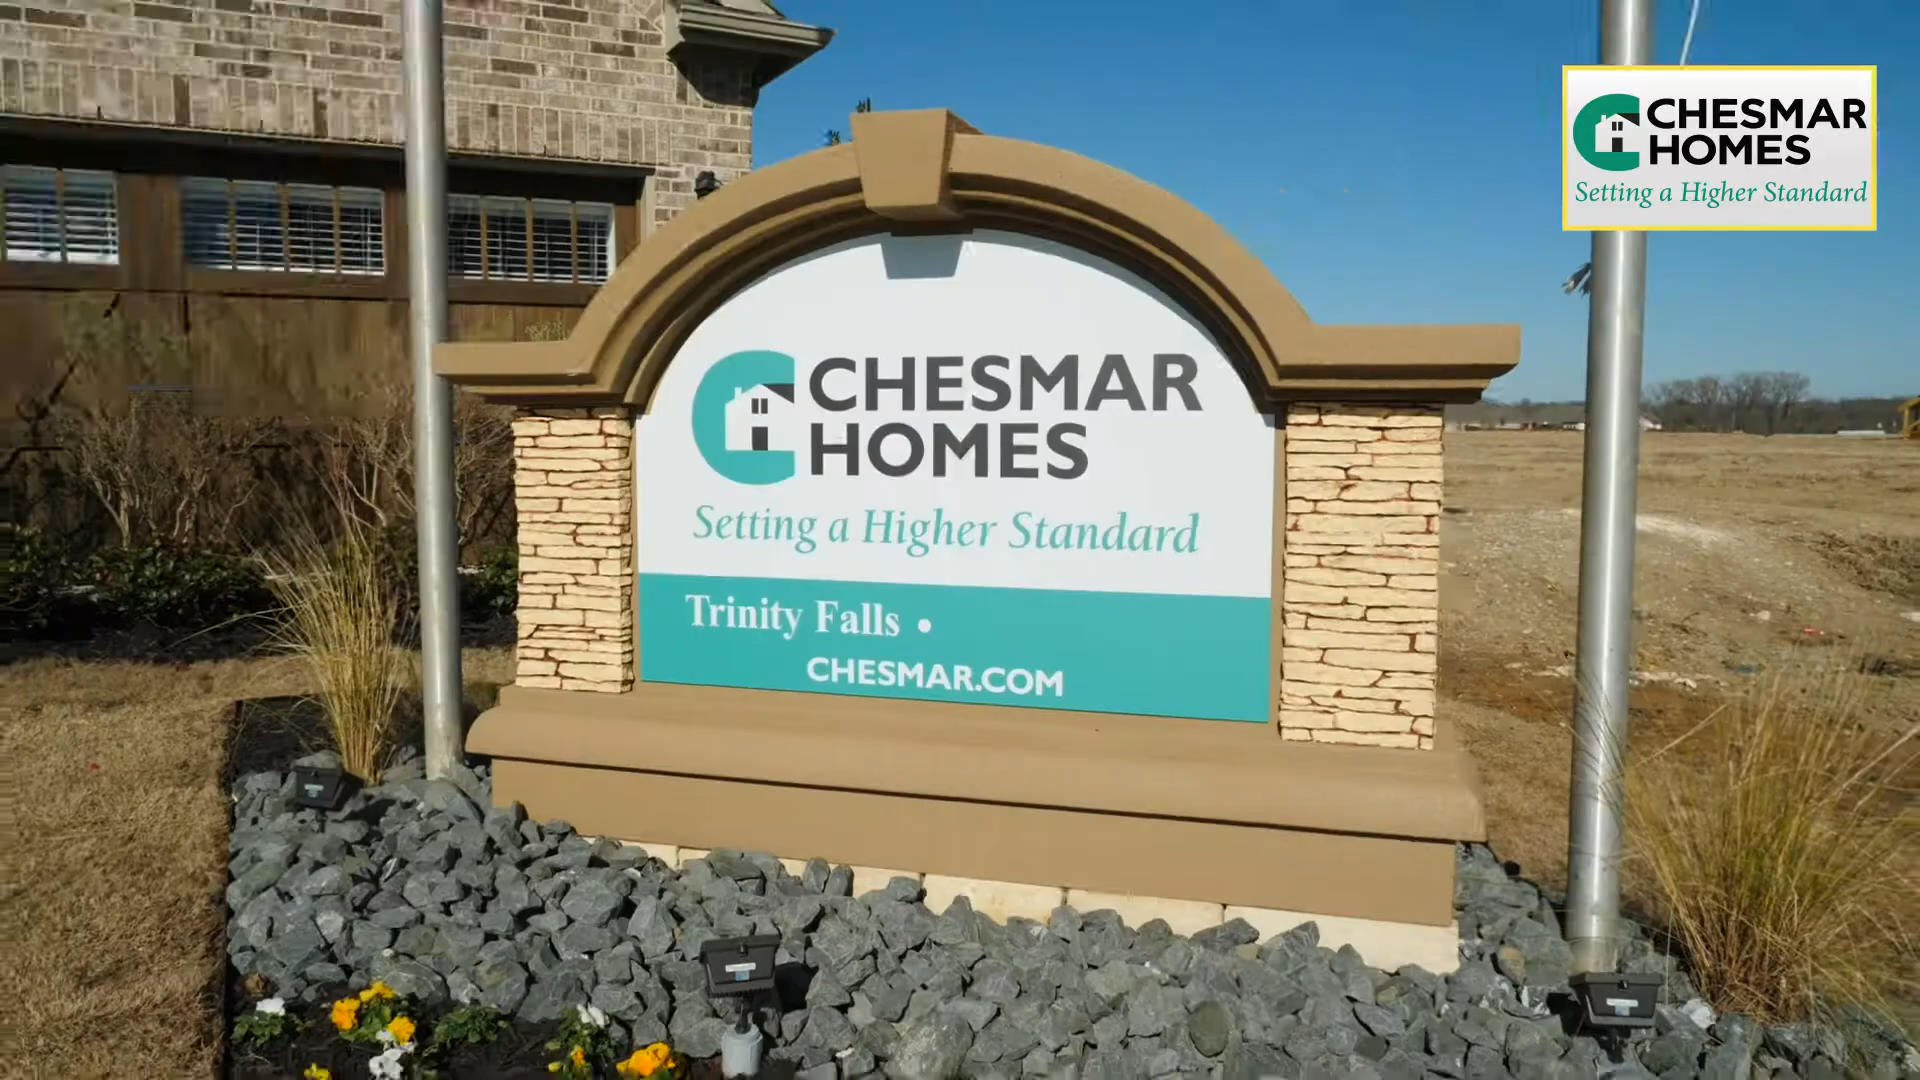 CHESMAR
HOMES
Setting a Higher Standard
CHESMAR
HOMES
Setting a Higher Standard
Trinity Falls •
CHESMAR.COM